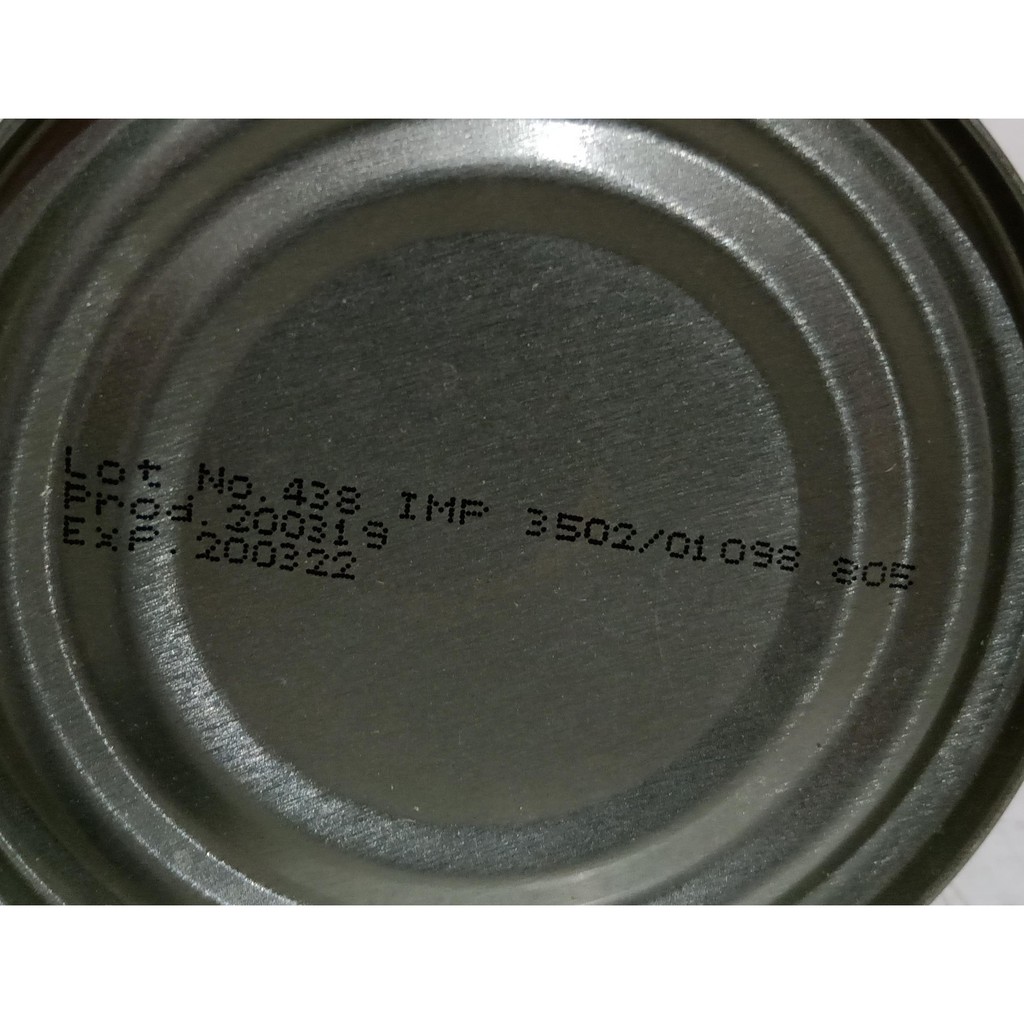 Lot No.438 IMP 3502/01098 805
Prod.200319
Exp.200322